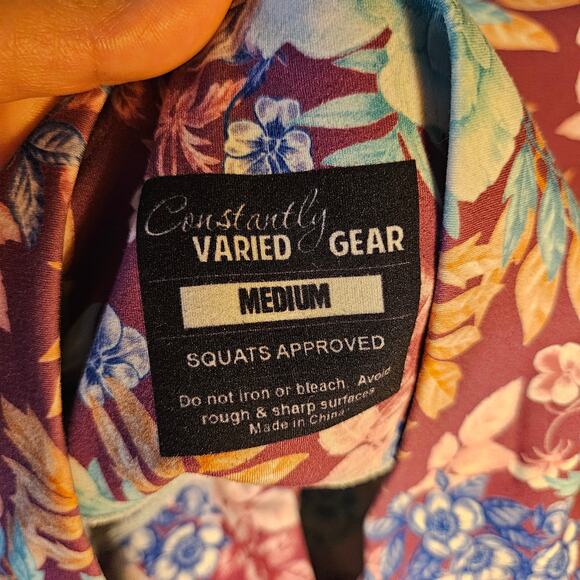 Constantly
VARIED GEAR
MEDIUM
SQUATS APPROVED
Do not iron or bleach. Avoid
rough & sharp surfaces
Made in China